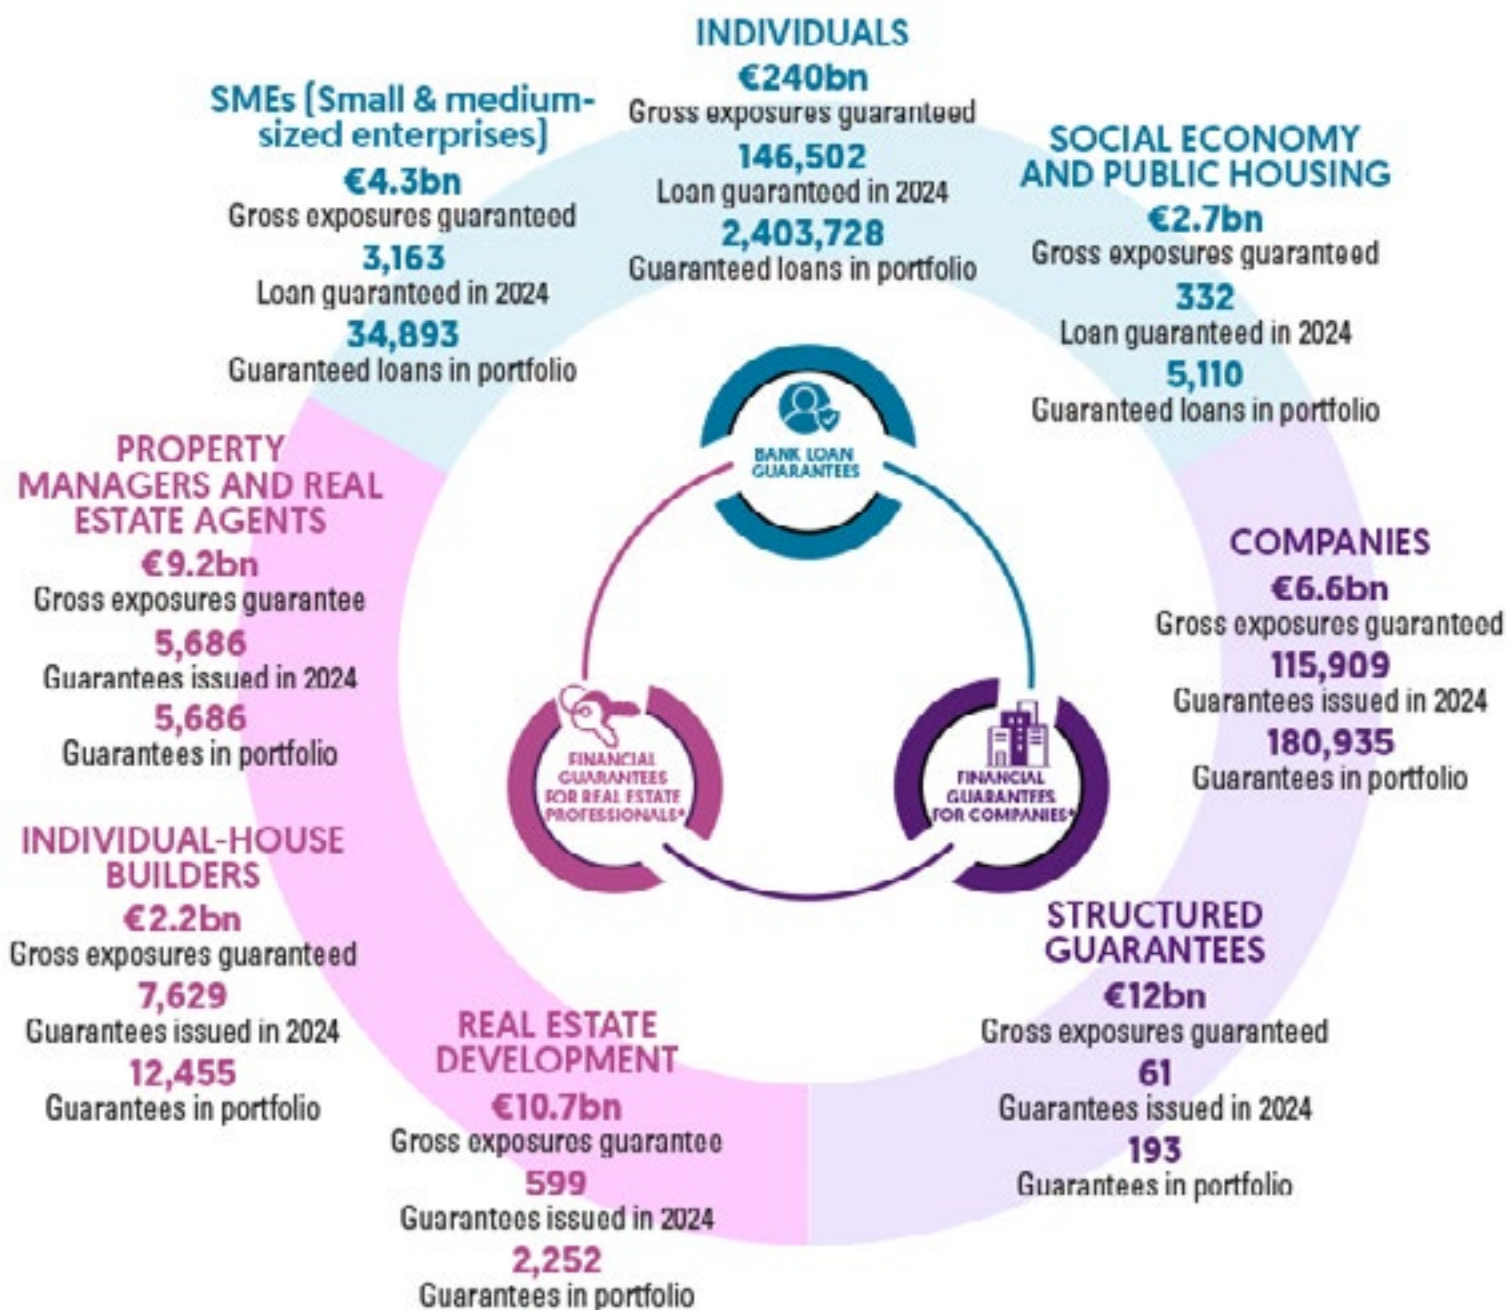 INDIVIDUALS
€240bn
Gross exposures guaranteed
146,502
Loan guaranteed in 2024
2,403,728
Guaranteed loans in portfolio
SMEs (Small & medium-
sized enterprises)
€4.3bn
Gross exposures guaranteed
3,163
Loan guaranteed in 2024
34,893
Guaranteed loans in portfolio
SOCIAL ECONOMY
AND PUBLIC HOUSING
€2.7bn
Gross exposures guaranteed
332
Loan guaranteed in 2024
5,110
Guaranteed loans in portfolio
BANK LOAN
GUARANTEES
PROPERTY
MANAGERS AND REAL
ESTATE AGENTS
€9.2bn
Gross exposures guarantee
5,686
Guarantees issued in 2024
5,686
Guarantees in portfolio
COMPANIES
€6.6bn
Gross exposures guaranteed
115,909
Guarantees issued in 2024
180,935
Guarantees in portfolio
FINANCIAL
GUARANTEES
FOR REAL ESTATE
PROFESSIONALS*
FINANCIAL
GUARANTEES
FOR COMPANIES*
INDIVIDUAL-HOUSE
BUILDERS
€2.2bn
Gross exposures guaranteed
7,629
Guarantees issued in 2024
12,455
Guarantees in portfolio
REAL ESTATE
DEVELOPMENT
€10.7bn
Gross exposures guarantee
599
Guarantees issued in 2024
2,252
Guarantees in portfolio
STRUCTURED
GUARANTEES
€12bn
Gross exposures guaranteed
61
Guarantees issued in 2024
193
Guarantees in portfolio